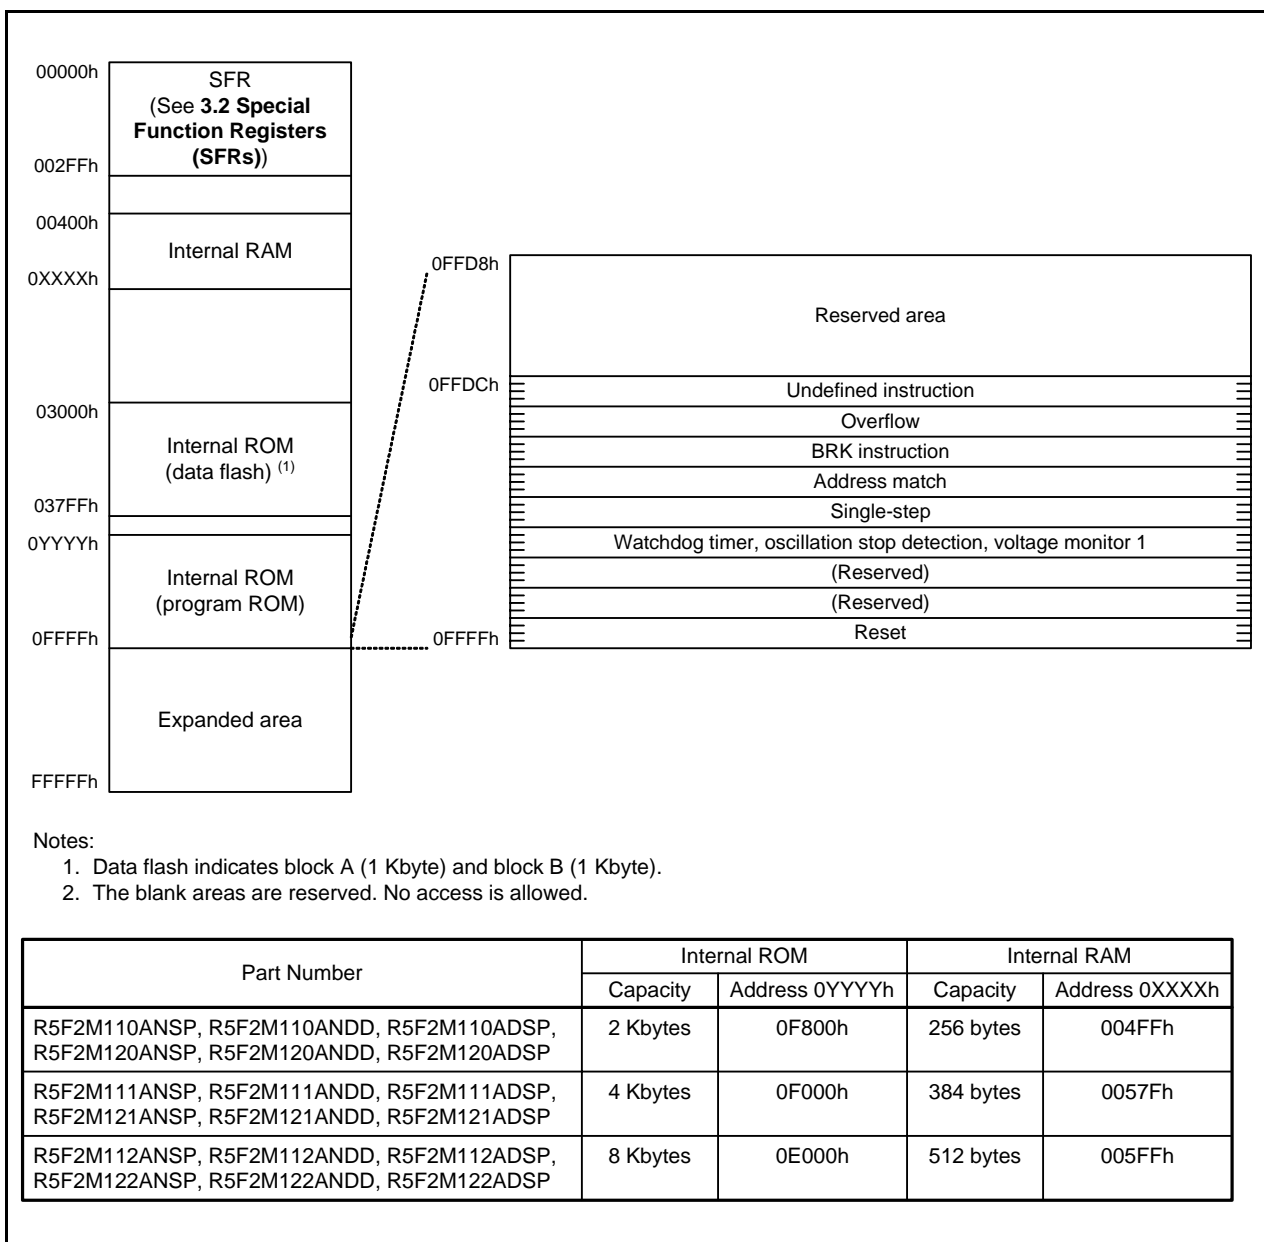 00000h
SFR
(See 3.2 Special
Function Registers
(SFRs))
002FFh
00400h
Internal RAM
0XXXXh
03000h
Internal ROM
(data flash) (1)
037FFh
0YYYYh
Internal ROM
(program ROM)
0FFFFh
Expanded area
FFFFFh
0FFD8h
Reserved area
0FFDCh
Undefined instruction
Overflow
BRK instruction
Address match
Single-step
Watchdog timer, oscillation stop detection, voltage monitor 1
(Reserved)
(Reserved)
0FFFFh
Reset
Notes:
1. Data flash indicates block A (1 Kbyte) and block B (1 Kbyte).
2. The blank areas are reserved. No access is allowed.
Part Number Internal ROM Internal RAM
Capacity Address 0YYYYh Capacity Address 0XXXXh
R5F2M110ANSP, R5F2M110ANDD, R5F2M110ADSP, 2 Kbytes 0F800h 256 bytes 004FFh
R5F2M120ANSP, R5F2M120ANDD, R5F2M120ADSP
R5F2M111ANSP, R5F2M111ANDD, R5F2M111ADSP, 4 Kbytes 0F000h 384 bytes 0057Fh
R5F2M121ANSP, R5F2M121ANDD, R5F2M121ADSP
R5F2M112ANSP, R5F2M112ANDD, R5F2M112ADSP, 8 Kbytes 0E000h 512 bytes 005FFh
R5F2M122ANSP, R5F2M122ANDD, R5F2M122ADSP